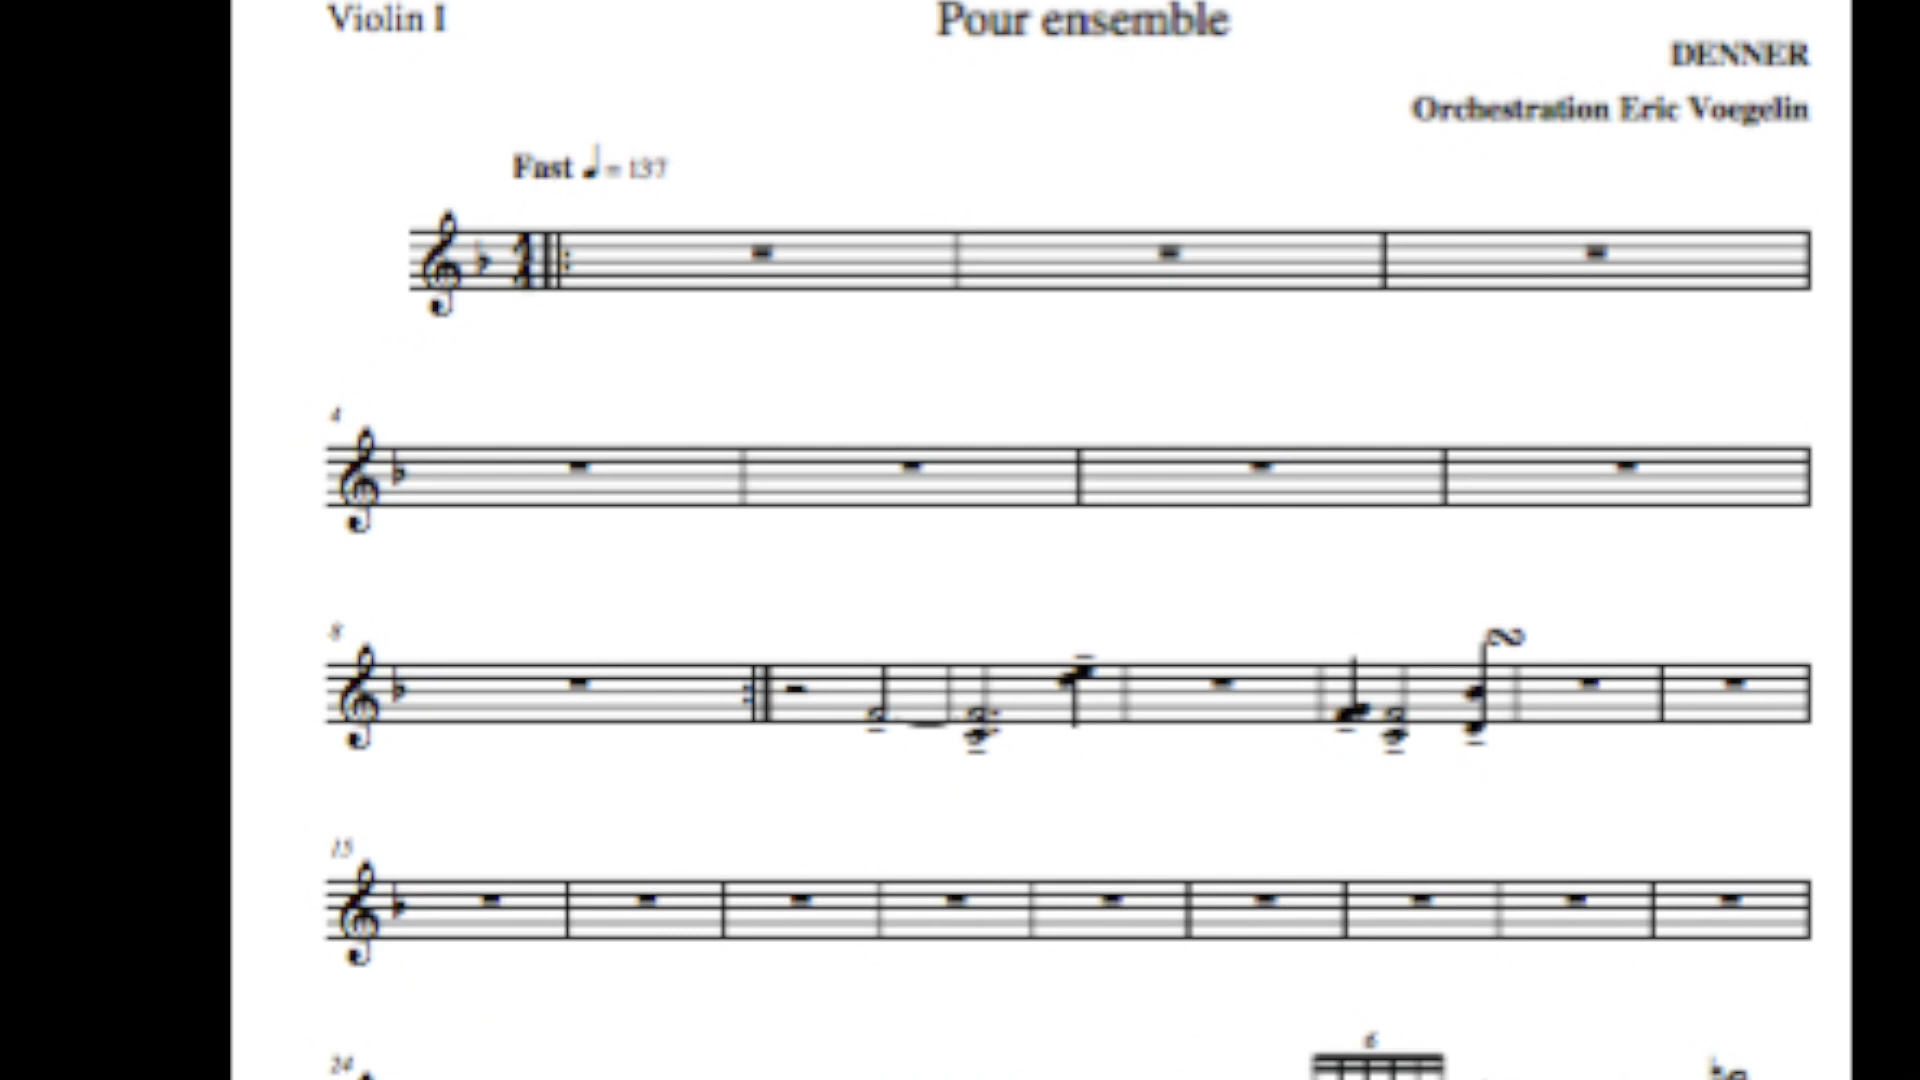 Violin I
Pour ensemble
DENNER
Orchestration Eric Voegelin
Fast ♩ = 137
4
8
15
24
6